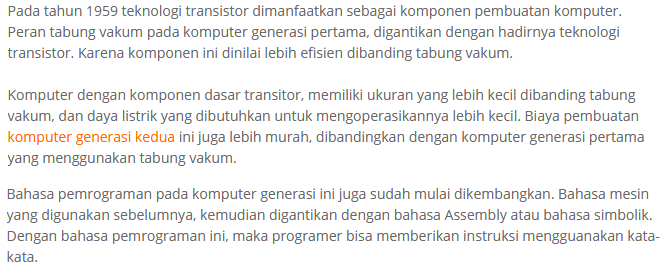 Pada tahun 1959 teknologi transistor dimanfaatkan sebagai komponen pembuatan komputer.
Peran tabung vakum pada komputer generasi pertama, digantikan dengan hadirnya teknologi
transistor. Karena komponen ini dinilai lebih efisien dibanding tabung vakum.
Komputer dengan komponen dasar transitor, memiliki ukuran yang lebih kecil dibanding tabung
vakum, dan daya listrik yang dibutuhkan untuk mengoperasikannya lebih kecil. Biaya pembuatan
komputer generasi kedua ini juga lebih murah, dibandingkan dengan komputer generasi pertama
yang menggunakan tabung vakum.
Bahasa pemrograman pada komputer generasi ini juga sudah mulai dikembangkan. Bahasa mesin
yang digunakan sebelumnya, kemudian digantikan dengan bahasa Assembly atau bahasa simbolik.
Dengan bahasa pemrograman ini, maka programer bisa memberikan instruksi mengguanakan kata-
kata.